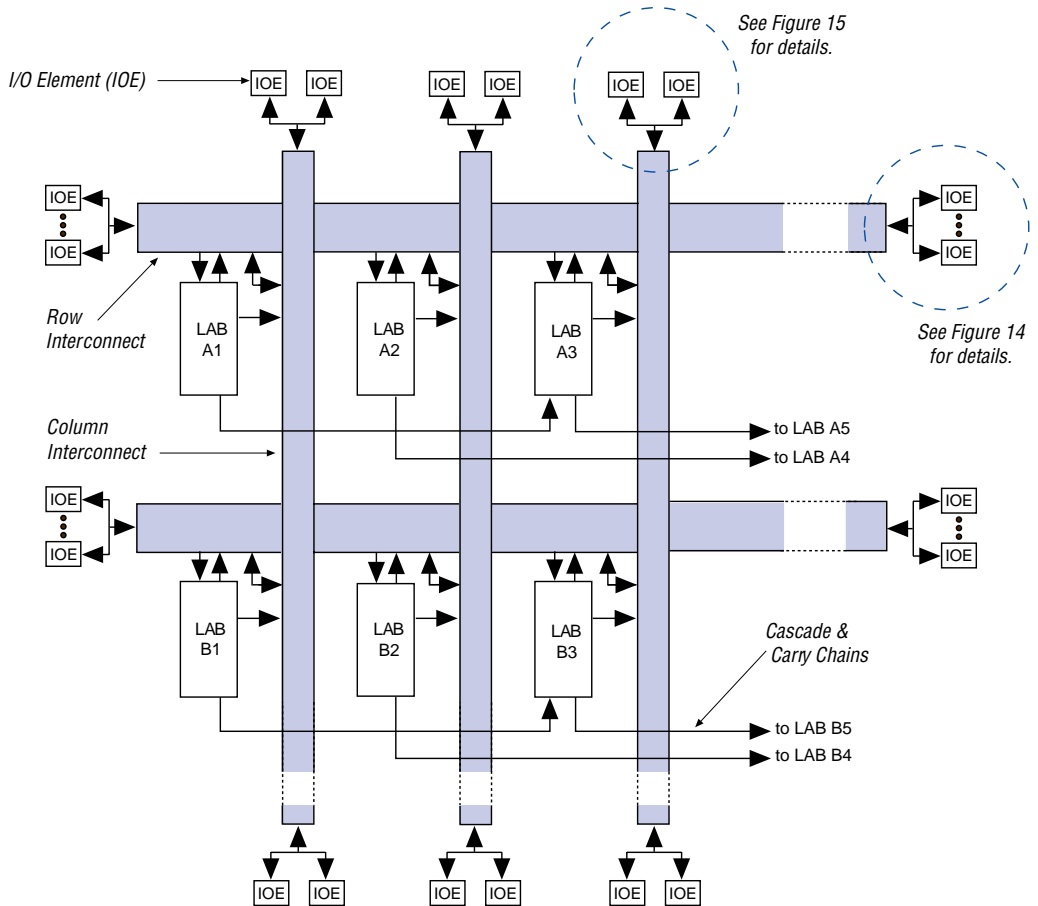 See Figure 15
for details.
I/O Element (IOE)
IOE IOE IOE IOE IOE IOE
IOE IOE
IOE IOE
Row
Interconnect
LAB
A1
LAB
A2
LAB
A3
See Figure 14
for details.
Column
Interconnect
to LAB A5
to LAB A4
IOE IOE
IOE IOE
LAB
B1
LAB
B2
LAB
B3
Cascade &
Carry Chains
to LAB B5
to LAB B4
IOE IOE IOE IOE IOE IOE